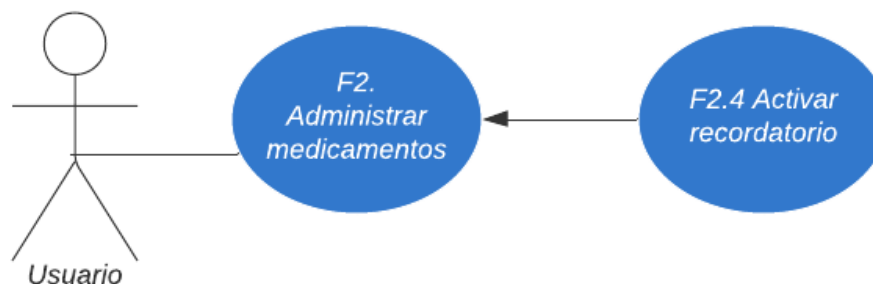 F2.
Administrar
medicamentos
F2.4 Activar
recordatorio
Usuario